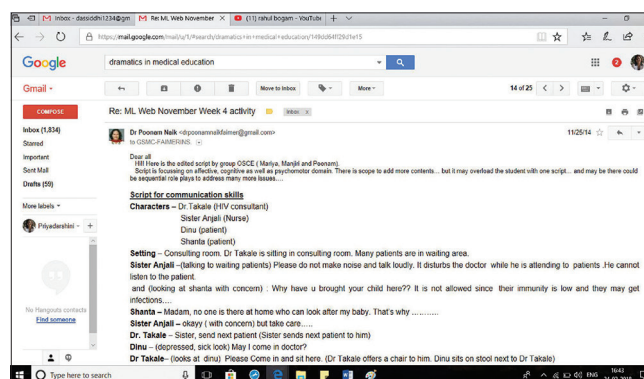 Inbox - dassiddhi1234@gm
Re: ML Web November
(11) rahul bogam - YouTub
https://mail.google.com/mail/u/1/#search/dramatics+in+medical+education/149dd64f29d1e15
Google
dramatics in medical education
2
Gmail
Move to Inbox
More
14 of 25
COMPOSE
Re: ML Web November Week 4 activity
Inbox x
Inbox (1,834)
Starred
Important
Sent Mail
Drafts (59)
More labels
Priyadarshini
No Hangouts contacts
Find someone
Dr Poonam Naik <drpoonamnaikfaimer@gmail.com>
11/25/14
to GSMC-FAIMERINS.
Dear all
Hi!! Here is the edited script by group OSCE ( Mariya, Manjiri and Poonam).
Script is focussing on affective, cognitive as well as psychomotor domain. There is scope to add more contents... but it may overload the student with one script... and may be there could
be sequential role plays to address many more issues....
Script for communication skills
Characters – Dr.Takale (HIV consultant)
Sister Anjali (Nurse)
Dinu (patient)
Shanta (patient)
Setting – Consulting room. Dr Takale is sitting in consulting room. Many patients are in waiting area.
Sister Anjali –(talking to waiting patients) Please do not make noise and talk loudly. It disturbs the doctor while he is attending to patients .He cannot
listen to the patient.
and (looking at shanta with concern) : Why have u brought your child here?? It is not allowed since their immunity is low and they may get
infections....
Shanta – Madam, no one is there at home who can look after my baby. That's why ...........
Sister Anjali – okayy ( with concern) but take care.....
Dr. Takale – Sister, send next patient (Sister sends next patient to him)
Dinu – (depressed, sick look) May I come in doctor?
Dr Takale– (looks at dinu) Please Come in and sit here. (Dr Takale offers a chair to him. Dinu sits on stool next to Dr Takale)
Type here to search
ENG
16:43